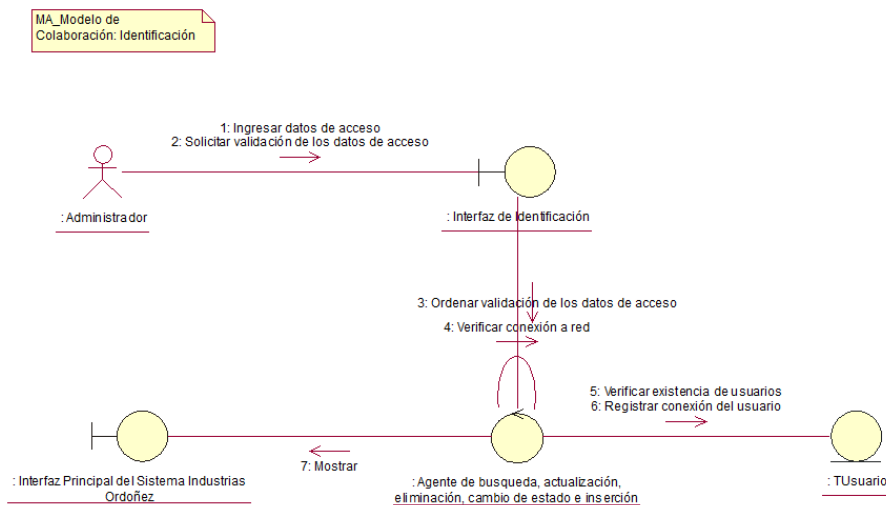 MA_Modelo de
Colaboración: Identificación
1: Ingresar datos de acceso
2: Solicitar validación de los datos de acceso
: Administrador
: Interfaz de Identificación
3: Ordenar validación de los datos de acceso
4: Verificar conexión a red
5: Verificar existencia de usuarios
6: Registrar conexión del usuario
7: Mostrar
: Interfaz Principal del Sistema Industrias
Ordoñez
: Agente de busqueda, actualización,
eliminación, cambio de estado e inserción
: TUsuario